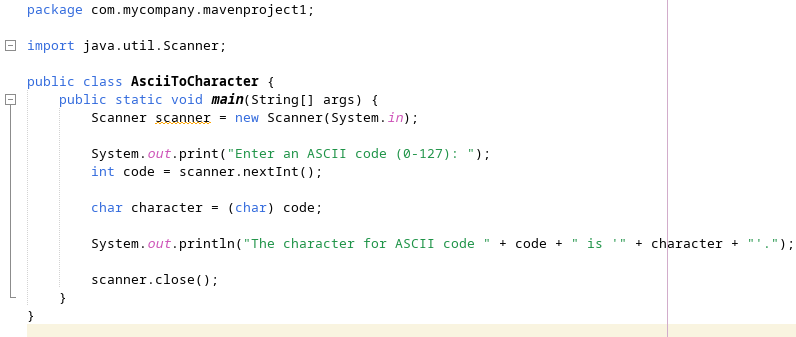 package com.mycompany.mavenproject1;
import java.util.Scanner;
public class AsciiToCharacter {
public static void main(String[] args) {
Scanner scanner = new Scanner(System.in);
System.out.print("Enter an ASCII code (0-127): ");
int code = scanner.nextInt();
char character = (char) code;
System.out.println("The character for ASCII code " + code + " is '" + character + "'.");
scanner.close();
}
}